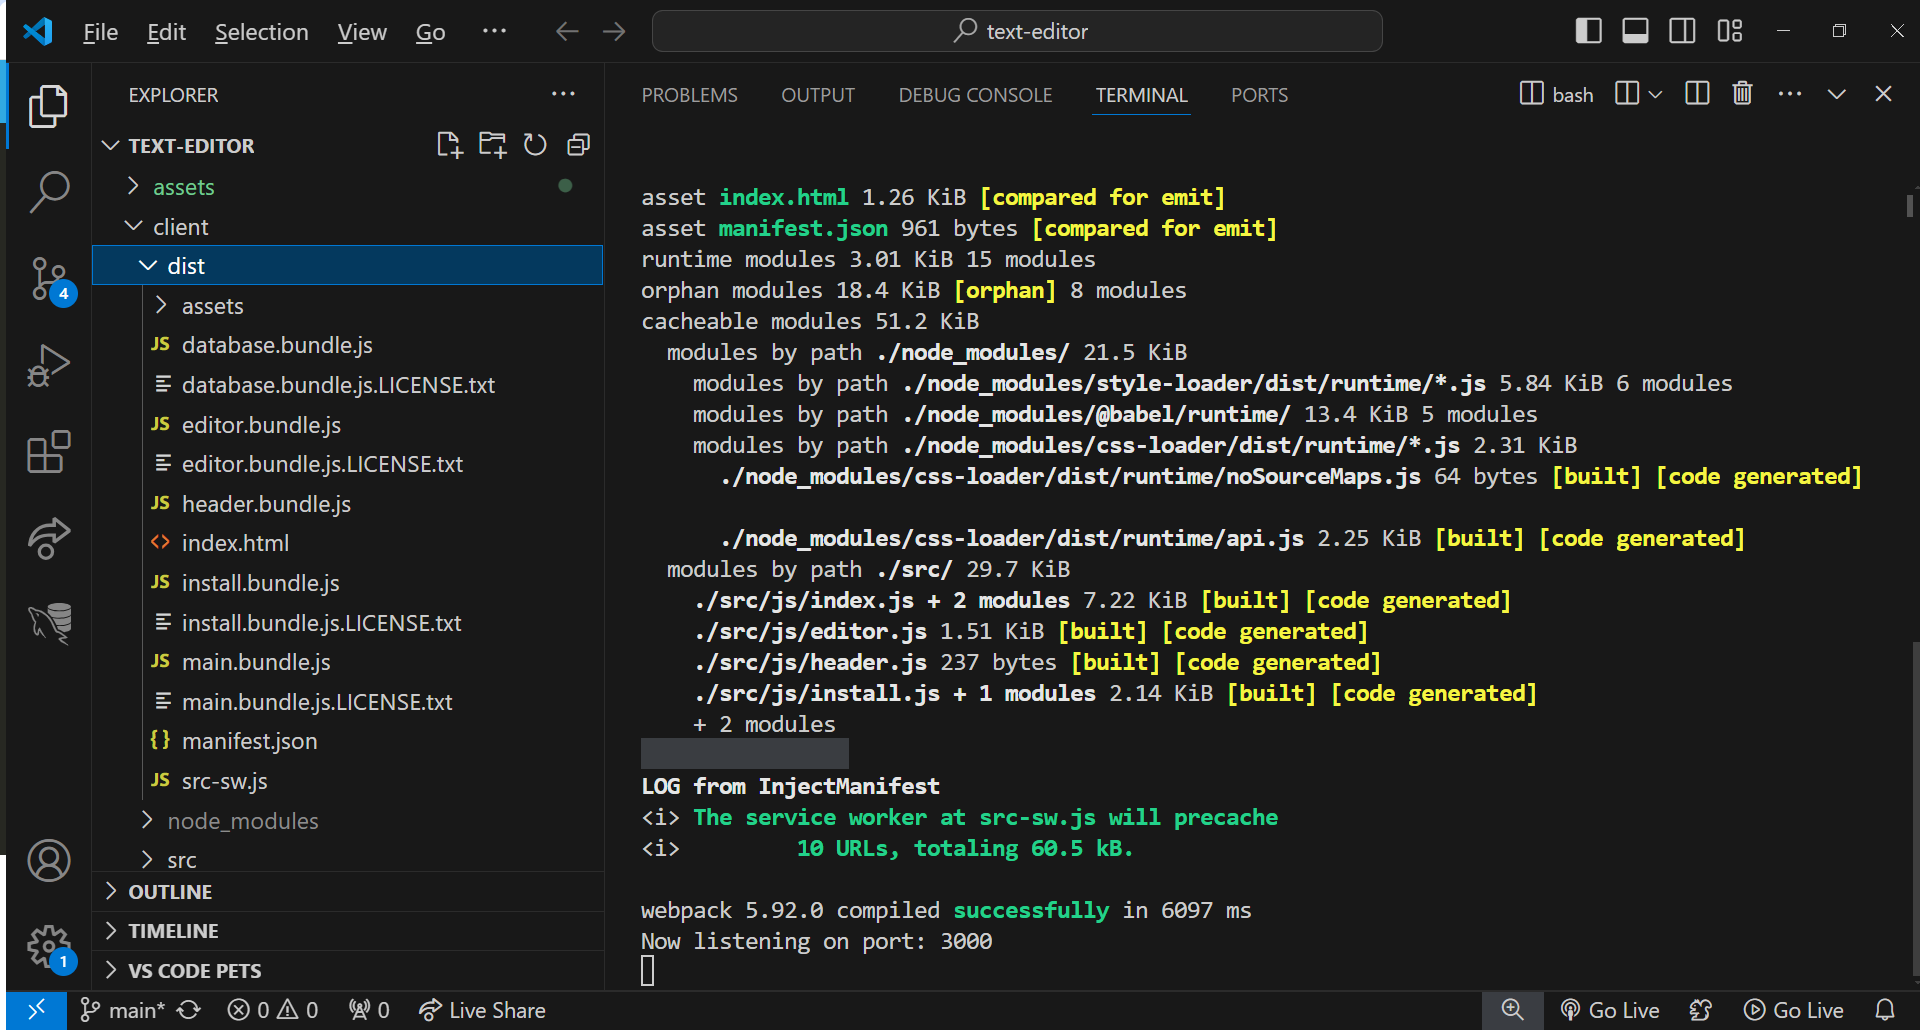 File Edit Selection View Go ··· text-editor
EXPLORER ···
TEXT-EDITOR
assets
client
dist
assets
JS database.bundle.js
database.bundle.js.LICENSE.txt
JS editor.bundle.js
editor.bundle.js.LICENSE.txt
JS header.bundle.js
<> index.html
JS install.bundle.js
install.bundle.js.LICENSE.txt
JS main.bundle.js
main.bundle.js.LICENSE.txt
{} manifest.json
JS src-sw.js
node_modules
src
OUTLINE
TIMELINE
VS CODE PETS
4
1
PROBLEMS OUTPUT DEBUG CONSOLE TERMINAL PORTS bash ···
asset index.html 1.26 KiB [compared for emit]
asset manifest.json 961 bytes [compared for emit]
runtime modules 3.01 KiB 15 modules
orphan modules 18.4 KiB [orphan] 8 modules
cacheable modules 51.2 KiB
modules by path ./node_modules/ 21.5 KiB
modules by path ./node_modules/style-loader/dist/runtime/*.js 5.84 KiB 6 modules
modules by path ./node_modules/@babel/runtime/ 13.4 KiB 5 modules
modules by path ./node_modules/css-loader/dist/runtime/*.js 2.31 KiB
./node_modules/css-loader/dist/runtime/noSourceMaps.js 64 bytes [built] [code generated]
./node_modules/css-loader/dist/runtime/api.js 2.25 KiB [built] [code generated]
modules by path ./src/ 29.7 KiB
./src/js/index.js + 2 modules 7.22 KiB [built] [code generated]
./src/js/editor.js 1.51 KiB [built] [code generated]
./src/js/header.js 237 bytes [built] [code generated]
./src/js/install.js + 1 modules 2.14 KiB [built] [code generated]
+ 2 modules
LOG from InjectManifest
<i> The service worker at src-sw.js will precache
<i> 10 URLs, totaling 60.5 kB.
webpack 5.92.0 compiled successfully in 6097 ms
Now listening on port: 3000
main* 0 0 0 Live Share Go Live Go Live